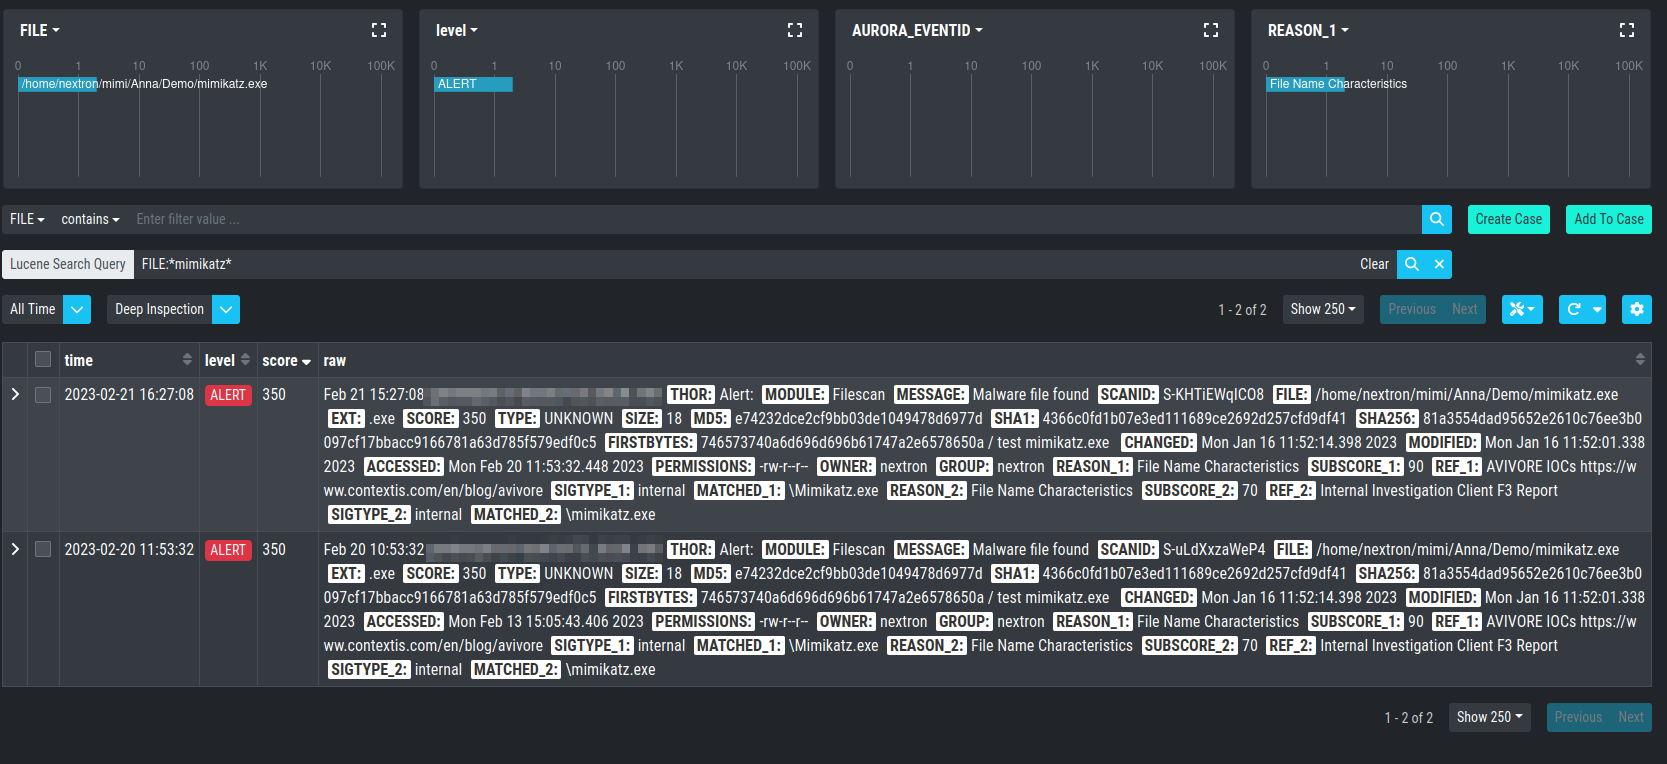 FILE level AURORA_EVENTID REASON_1
0 1 10 100 1K 10K 100K 0 1 10 100 1K 10K 100K 0 1 10 100 1K 10K 100K 0 1 10 100 1K 10K 100K
/home/nextron/mimi/Anna/Demo/mimikatz.exe ALERT File Name Characteristics
FILE contains Enter filter value ... Create Case Add To Case
Lucene Search Query FILE:*mimikatz* Clear
All Time Deep Inspection 1 - 2 of 2 Show 250 Previous Next
time level score raw
2023-02-21 16:27:08 ALERT 350 Feb 21 15:27:08 THOR: Alert: MODULE: Filescan MESSAGE: Malware file found SCANID: S-KHTiEWqICO8 FILE: /home/nextron/mimi/Anna/Demo/mimikatz.exe
EXT: .exe SCORE: 350 TYPE: UNKNOWN SIZE: 18 MD5: e74232dce2cf9bb03de1049478d6977d SHA1: 4366c0fd1b07e3ed111689ce2692d257cfd9df41 SHA256: 81a3554dad95652e2610c76ee3b0
097cf17bbacc9166781a63d785f579edf0c5 FIRSTBYTES: 746573740a6d696d696b61747a2e6578650a / test mimikatz.exe CHANGED: Mon Jan 16 11:52:14.398 2023 MODIFIED: Mon Jan 16 11:52:01.338
2023 ACCESSED: Mon Feb 20 11:53:32.448 2023 PERMISSIONS: -rw-r--r-- OWNER: nextron GROUP: nextron REASON_1: File Name Characteristics SUBSCORE_1: 90 REF_1: AVIVORE IOCs https://w
ww.contextis.com/en/blog/avivore SIGTYPE_1: internal MATCHED_1: \Mimikatz.exe REASON_2: File Name Characteristics SUBSCORE_2: 70 REF_2: Internal Investigation Client F3 Report
SIGTYPE_2: internal MATCHED_2: \mimikatz.exe
2023-02-20 11:53:32 ALERT 350 Feb 20 10:53:32 THOR: Alert: MODULE: Filescan MESSAGE: Malware file found SCANID: S-uLdXxzaWeP4 FILE: /home/nextron/mimi/Anna/Demo/mimikatz.exe
EXT: .exe SCORE: 350 TYPE: UNKNOWN SIZE: 18 MD5: e74232dce2cf9bb03de1049478d6977d SHA1: 4366c0fd1b07e3ed111689ce2692d257cfd9df41 SHA256: 81a3554dad95652e2610c76ee3b0
097cf17bbacc9166781a63d785f579edf0c5 FIRSTBYTES: 746573740a6d696d696b61747a2e6578650a / test mimikatz.exe CHANGED: Mon Jan 16 11:52:14.398 2023 MODIFIED: Mon Jan 16 11:52:01.338
2023 ACCESSED: Mon Feb 13 15:05:43.406 2023 PERMISSIONS: -rw-r--r-- OWNER: nextron GROUP: nextron REASON_1: File Name Characteristics SUBSCORE_1: 90 REF_1: AVIVORE IOCs https://w
ww.contextis.com/en/blog/avivore SIGTYPE_1: internal MATCHED_1: \Mimikatz.exe REASON_2: File Name Characteristics SUBSCORE_2: 70 REF_2: Internal Investigation Client F3 Report
SIGTYPE_2: internal MATCHED_2: \mimikatz.exe
1 - 2 of 2 Show 250 Previous Next